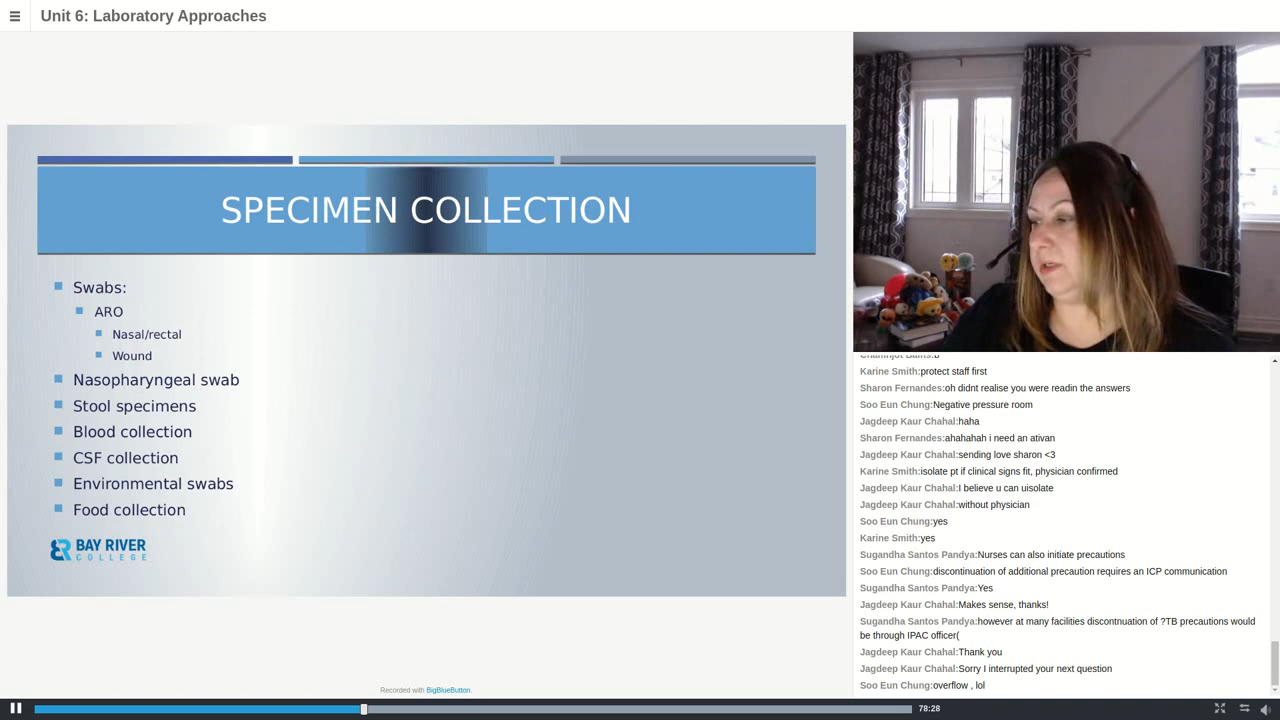 Unit 6: Laboratory Approaches
SPECIMEN COLLECTION
Swabs:
ARO
Nasal/rectal
Wound
Nasopharyngeal swab
Stool specimens
Blood collection
CSF collection
Environmental swabs
Food collection
BAY RIVER
COLLEGE
Recorded with BigBlueButton.
Karine Smith:protect staff first
Sharon Fernandes:oh didnt realise you were readin the answers
Soo Eun Chung:Negative pressure room
Jagdeep Kaur Chahal:haha
Sharon Fernandes:ahahahah i need an ativan
Jagdeep Kaur Chahal:sending love sharon <3
Karine Smith:isolate pt if clinical signs fit, physician confirmed
Jagdeep Kaur Chahal:I believe u can uisolate
Jagdeep Kaur Chahal:without physician
Soo Eun Chung:yes
Karine Smith:yes
Sugandha Santos Pandya:Nurses can also initiate precautions
Soo Eun Chung:discontinuation of additional precaution requires an ICP communication
Sugandha Santos Pandya:Yes
Jagdeep Kaur Chahal:Makes sense, thanks!
Sugandha Santos Pandya:however at many facilities discontnuation of ?TB precautions would
be through IPAC officer(
Jagdeep Kaur Chahal:Thank you
Jagdeep Kaur Chahal:Sorry I interrupted your next question
Soo Eun Chung:overflow , lol
78:28